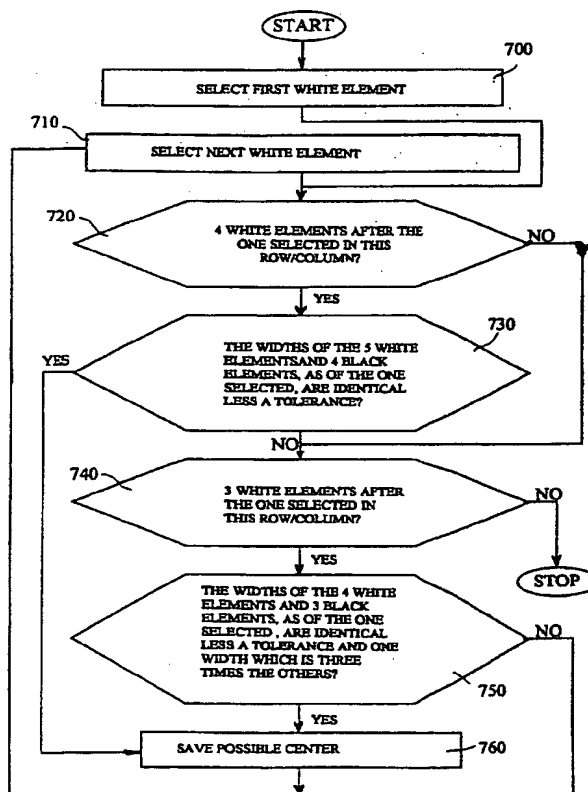 START
700
SELECT FIRST WHITE ELEMENT
710
SELECT NEXT WHITE ELEMENT
720
4 WHITE ELEMENTS AFTER THE
ONE SELECTED IN THIS
ROW/COLUMN?
NO
YES
730
YES
THE WIDTHS OF THE 5 WHITE
ELEMENTSAND 4 BLACK
ELEMENTS, AS OF THE ONE
SELECTED, ARE IDENTICAL
LESS A TOLERANCE?
NO
740
3 WHITE ELEMENTS AFTER
THE ONE SELECTED IN
THIS ROW/COLUMN?
NO
YES
STOP
THE WIDTHS OF THE 4 WHITE
ELEMENTS AND 3 BLACK
ELEMENTS, AS OF THE ONE
SELECTED, ARE IDENTICAL
LESS A TOLERANCE AND ONE
WIDTH WHICH IS THREE
TIMES THE OTHERS?
NO
750
YES
SAVE POSSIBLE CENTER
760